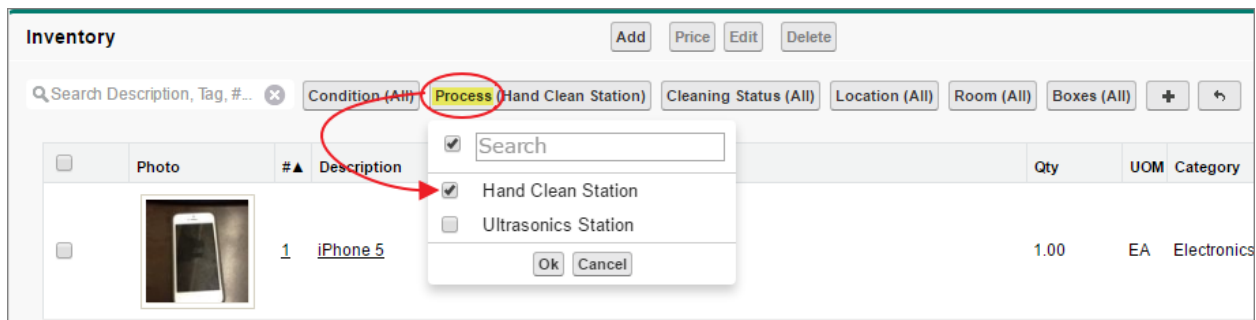 Inventory Add Price Edit Delete
Search Description, Tag, #... Condition (All) Process (Hand Clean Station) Cleaning Status (All) Location (All) Room (All) Boxes (All)
Search
Photo #▲ Description Qty UOM Category
Hand Clean Station
Ultrasonics Station
1 iPhone 5 1.00 EA Electronics
Ok Cancel